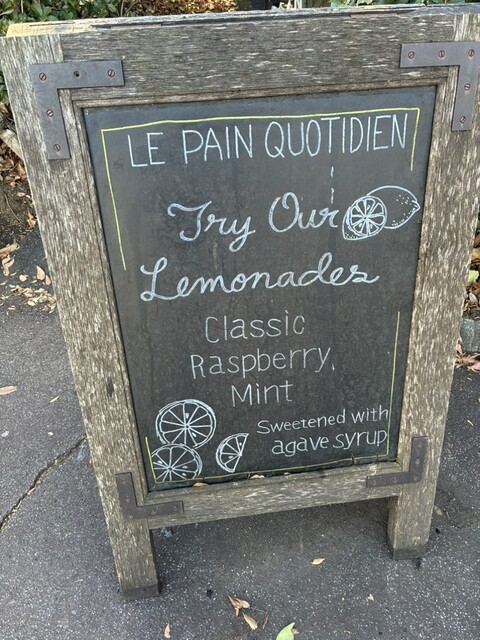 LE PAIN QUOTIDIEN
Try Our
Lemonades
Classic
Raspberry,
Mint
Sweetened with
agave syrup